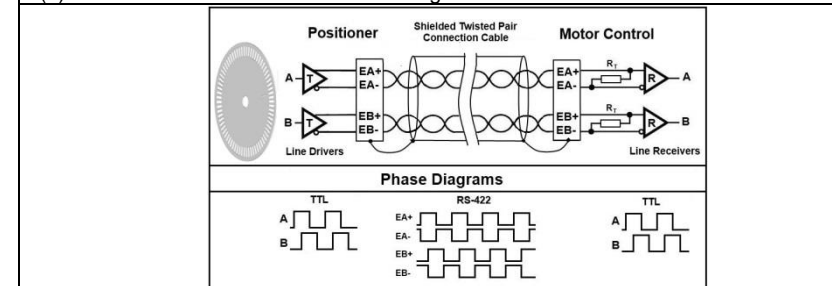 Positioner
Shielded Twisted Pair
Connection Cable
Motor Control
A
T
EA+
EA-
EA+
EA-
RT
R
A
B
T
EB+
EB-
EB+
EB-
RT
R
B
Line Drivers
Line Receivers
Phase Diagrams
TTL
A
B
RS-422
EA+
EA-
EB+
EB-
TTL
A
B